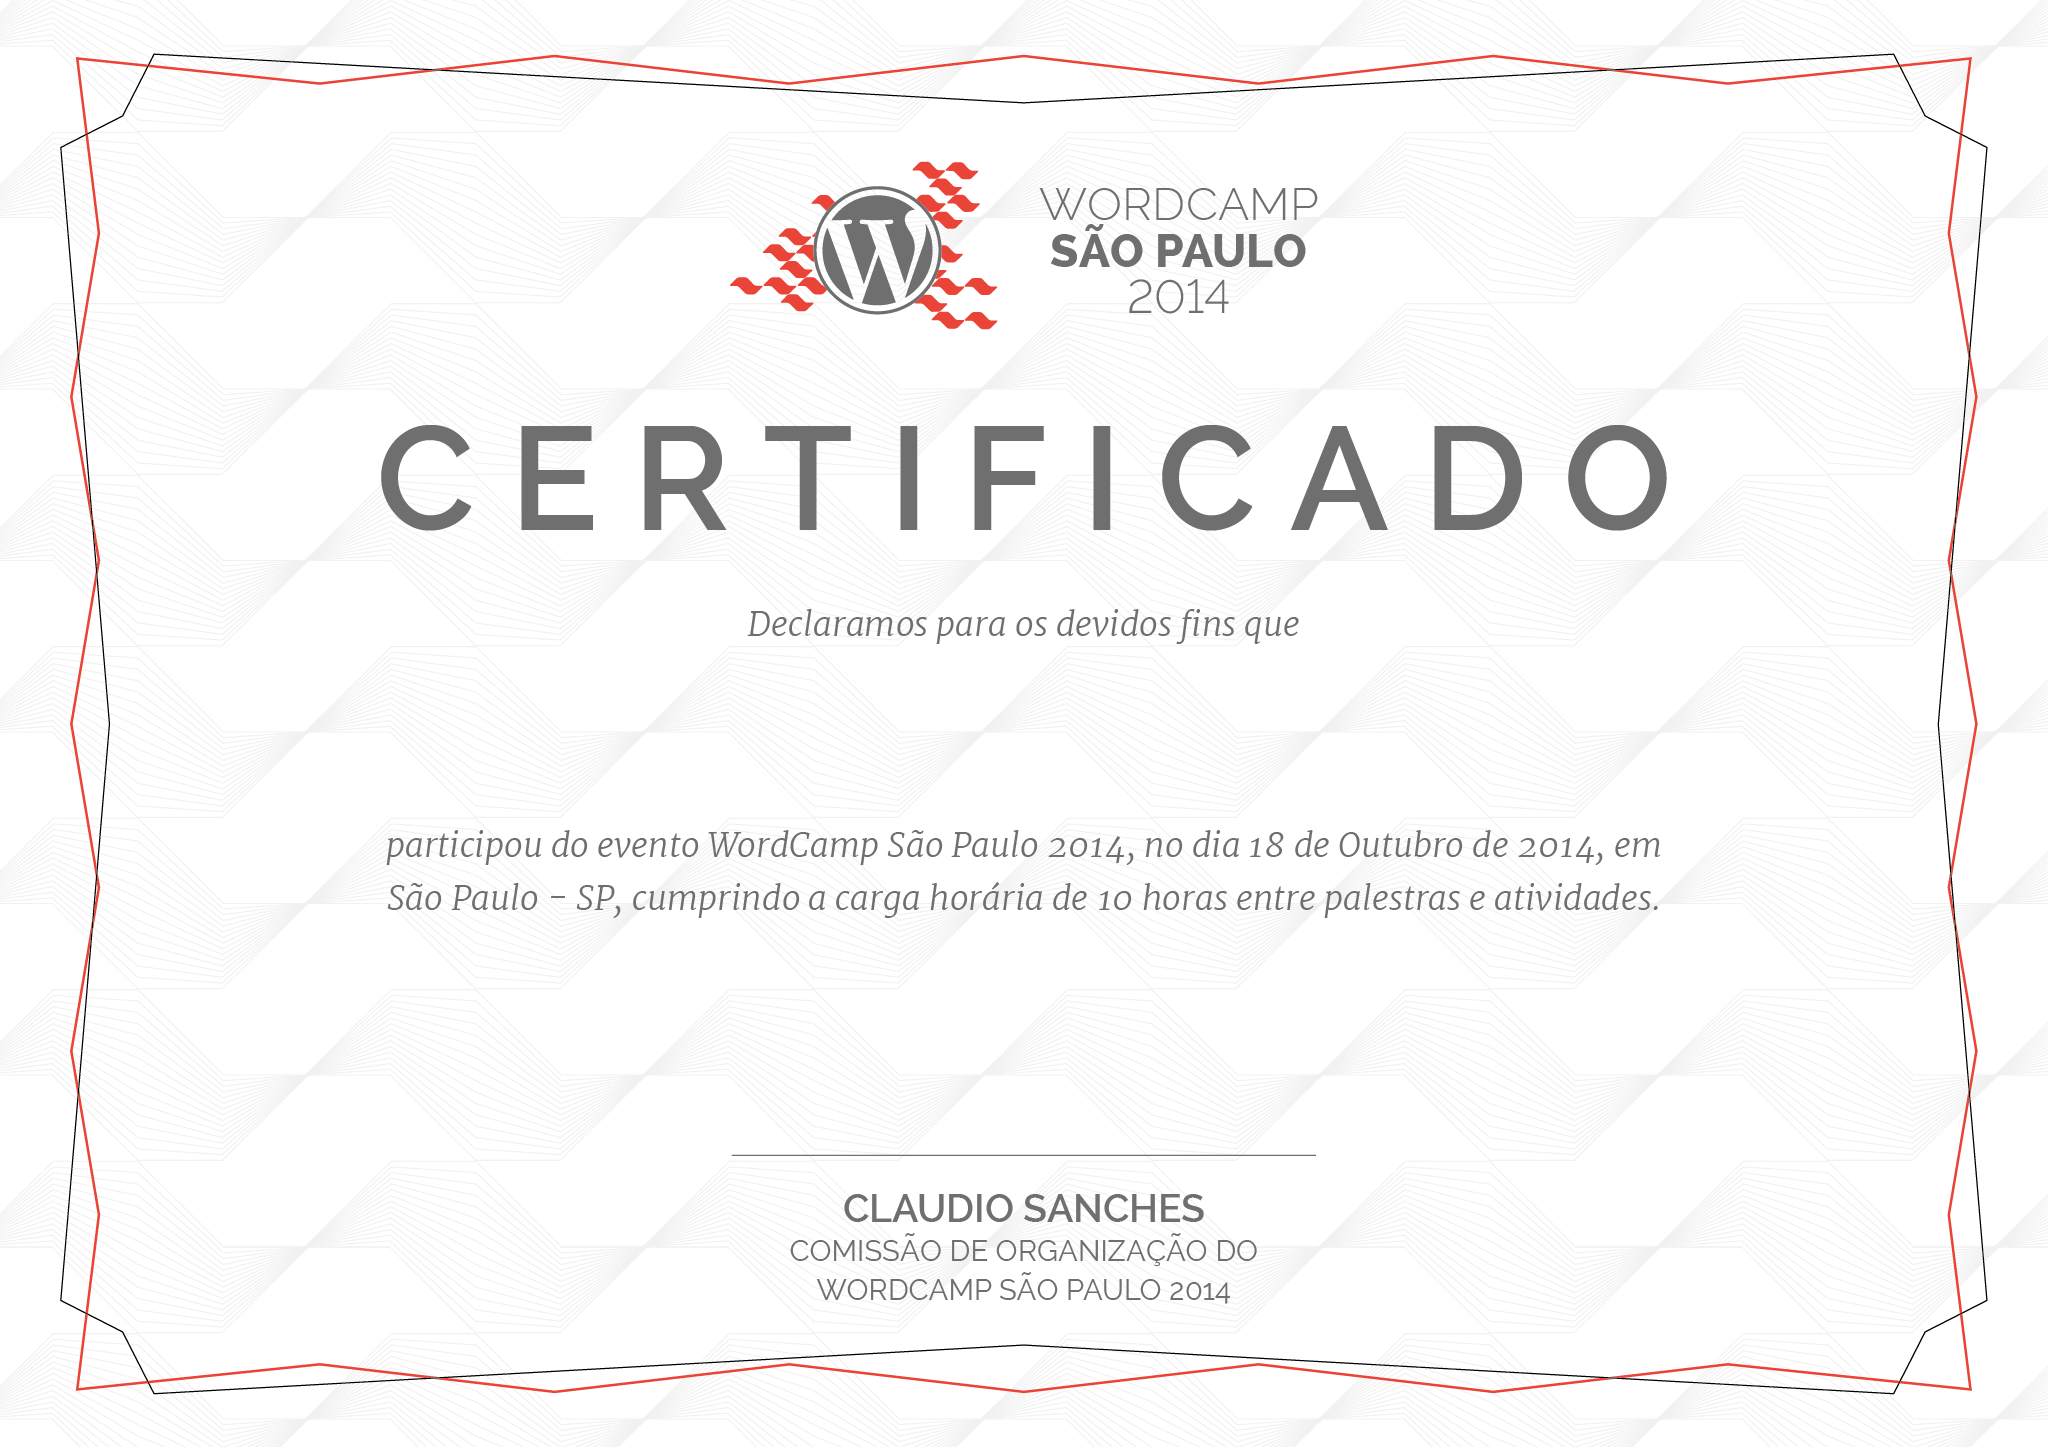 WORDCAMP
SÃO PAULO
2014
CERTIFICADO
Declaramos para os devidos fins que
participou do evento WordCamp São Paulo 2014, no dia 18 de Outubro de 2014, em
São Paulo - SP, cumprindo a carga horária de 10 horas entre palestras e atividades.
CLAUDIO SANCHES
COMISSÃO DE ORGANIZAÇÃO DO
WORDCAMP SÃO PAULO 2014